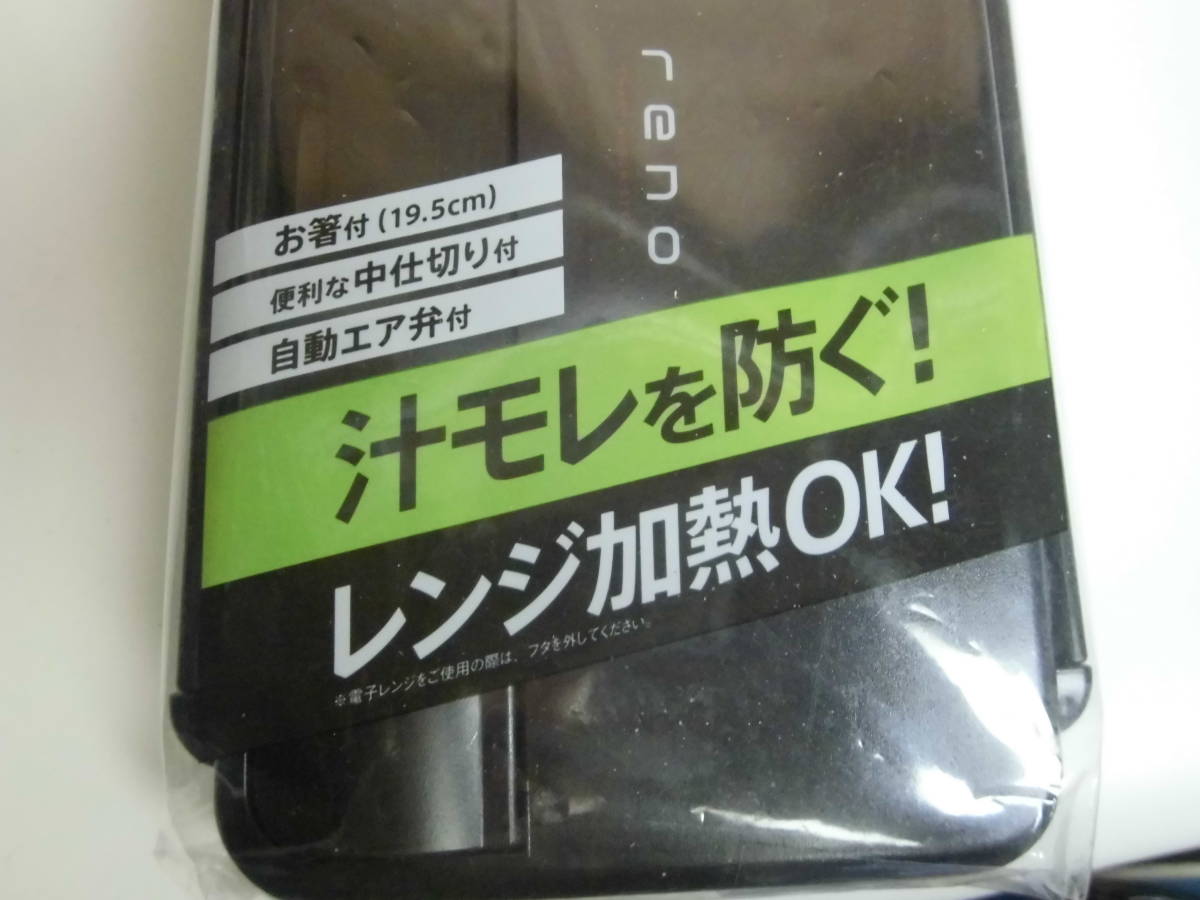 reno
お箸付(19.5cm)
便利な中仕切り付
自動エア弁付
汁モレを防ぐ!
レンジ加熱OK!
※電子レンジをご使用の際は、フタを外してください。